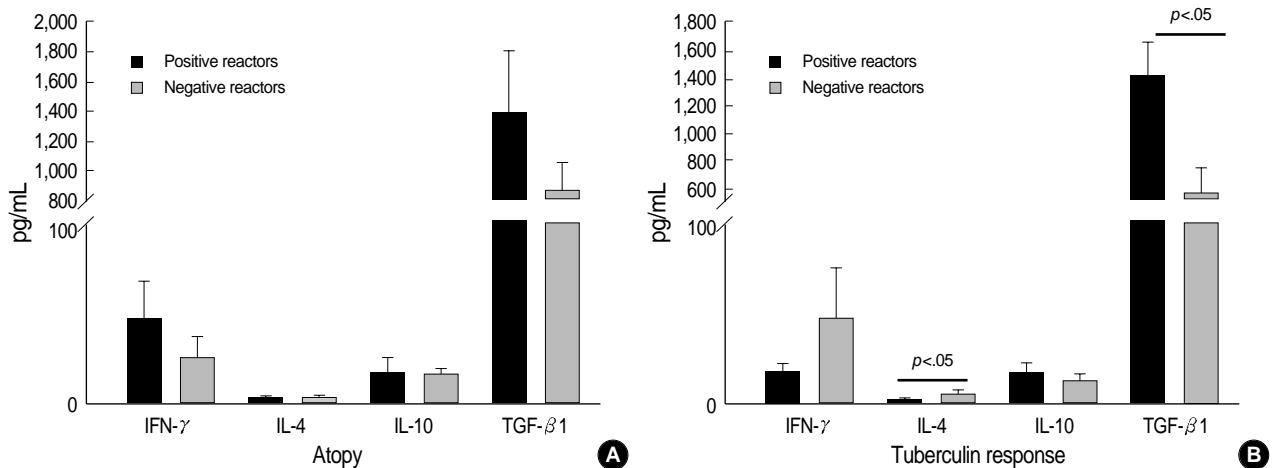 2,000
1,800
1,600
1,400
1,200
1,000
800
100
0
pg/mL
Positive reactors
Negative reactors
IFN-γ IL-4 IL-10 TGF-β1
Atopy
A
1,800
1,600
1,400
1,800
1,000
800
600
100
0
pg/mL
Positive reactors
Negative reactors
p<.05
p<.05
IFN-γ IL-4 IL-10 TGF-β1
Tuberculin response
B